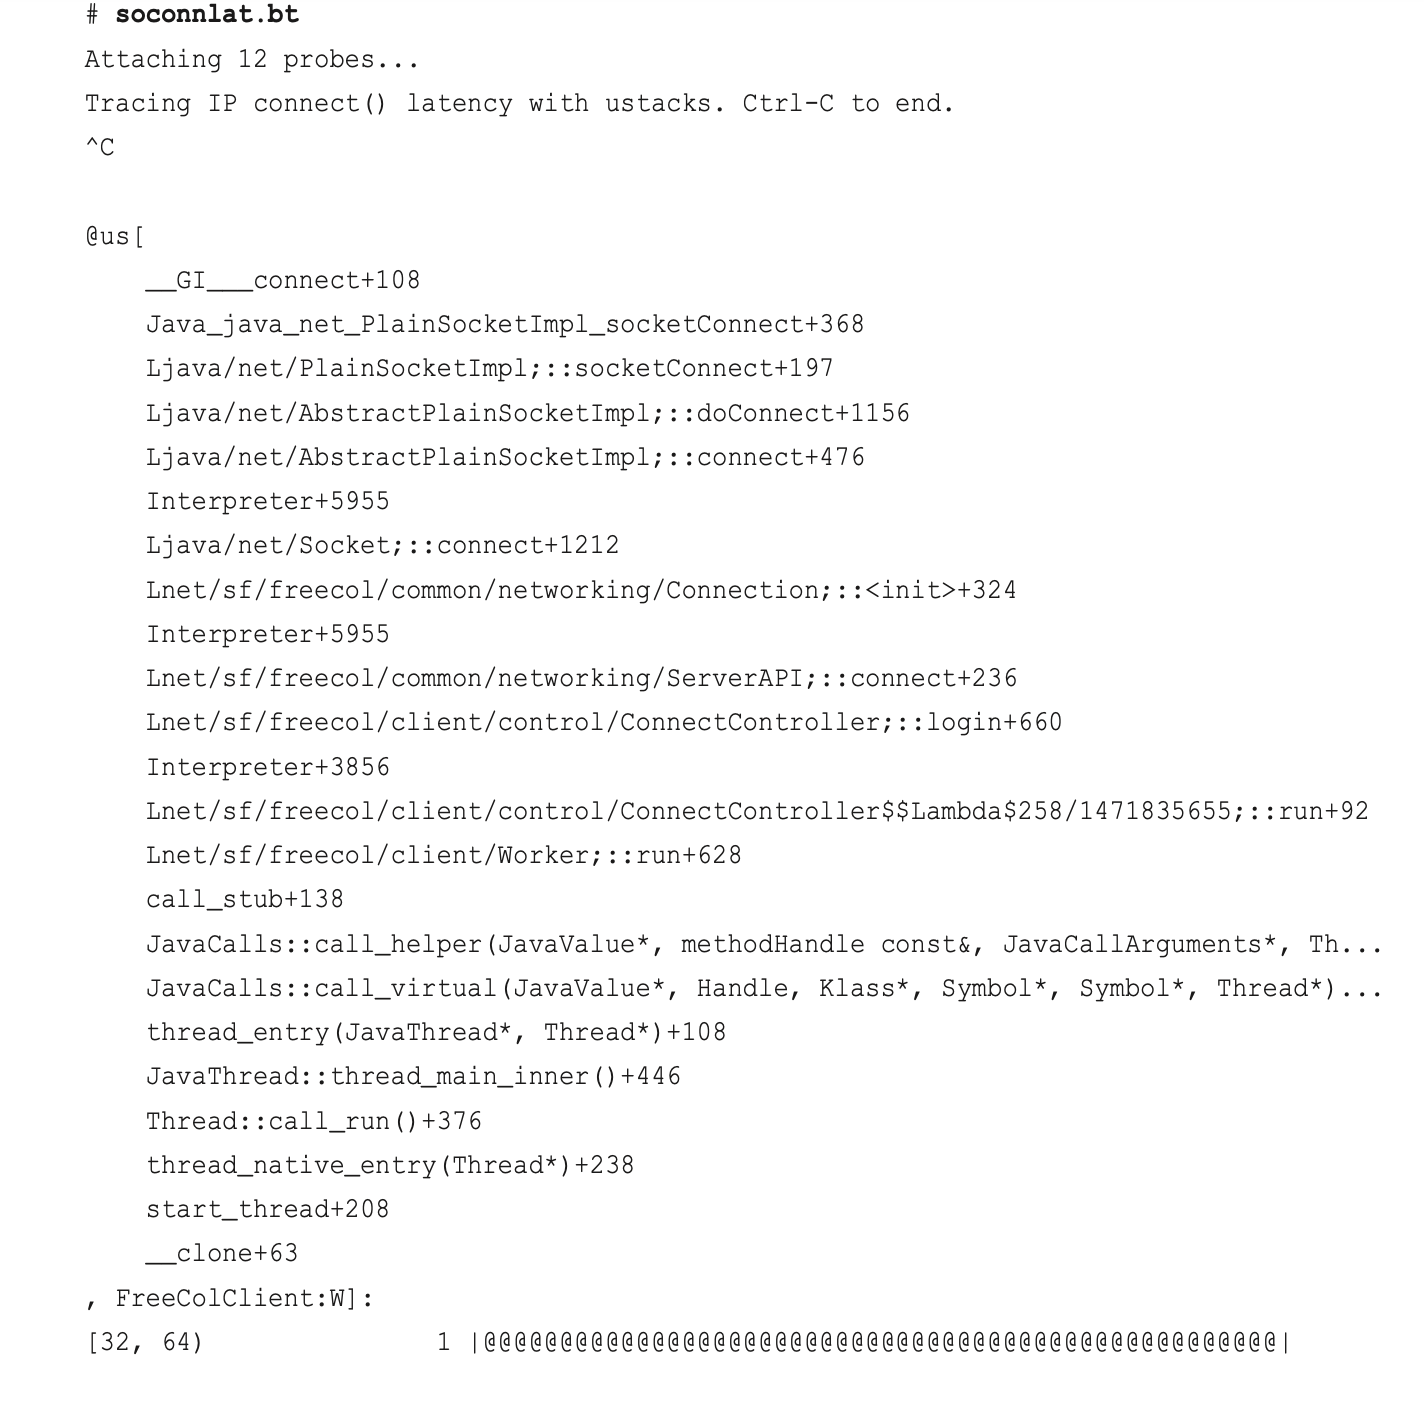 # soconnlat.bt
Attaching 12 probes...
Tracing IP connect() latency with ustacks. Ctrl-C to end.
^C
@us[
__GI___connect+108
Java_java_net_PlainSocketImpl_socketConnect+368
Ljava/net/PlainSocketImpl;::socketConnect+197
Ljava/net/AbstractPlainSocketImpl;::doConnect+1156
Ljava/net/AbstractPlainSocketImpl;::connect+476
Interpreter+5955
Ljava/net/Socket;::connect+1212
Lnet/sf/freecol/common/networking/Connection;::<init>+324
Interpreter+5955
Lnet/sf/freecol/common/networking/ServerAPI;::connect+236
Lnet/sf/freecol/client/control/ConnectController;::login+660
Interpreter+3856
Lnet/sf/freecol/client/control/ConnectController$$Lambda$258/1471835655;::run+92
Lnet/sf/freecol/client/Worker;::run+628
call_stub+138
JavaCalls::call_helper(JavaValue*, methodHandle const&, JavaCallArguments*, Th...
JavaCalls::call_virtual(JavaValue*, Handle, Klass*, Symbol*, Symbol*, Thread*)...
thread_entry(JavaThread*, Thread*)+108
JavaThread::thread_main_inner()+446
Thread::call_run()+376
thread_native_entry(Thread*)+238
start_thread+208
__clone+63
, FreeColClient:W]:
[32, 64) 1 |@@@@@@@@@@@@@@@@@@@@@@@@@@@@@@@@@@@@@@@@@@@@@@@@@@@@|